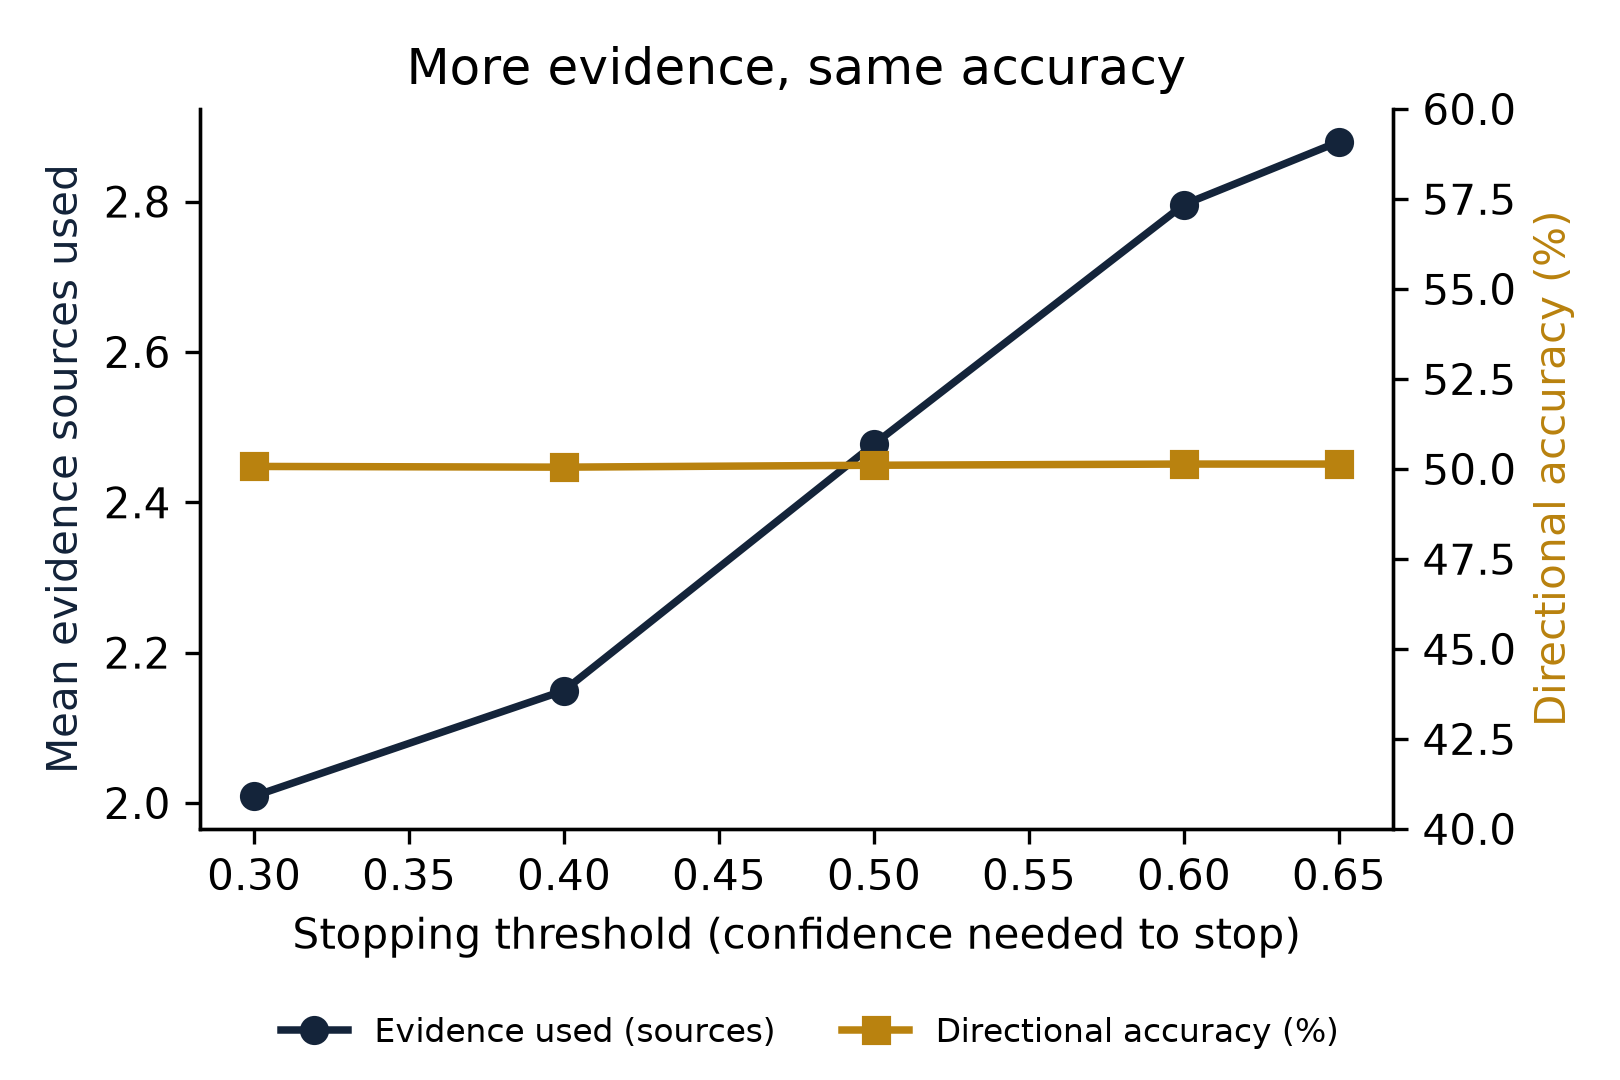 More evidence, same accuracy
Mean evidence sources used
2.8
2.6
2.4
2.2
2.0
60.0
57.5
55.0
52.5
50.0
47.5
45.0
42.5
40.0
Directional accuracy (%)
0.30 0.35 0.40 0.45 0.50 0.55 0.60 0.65
Stopping threshold (confidence needed to stop)
Evidence used (sources) Directional accuracy (%)